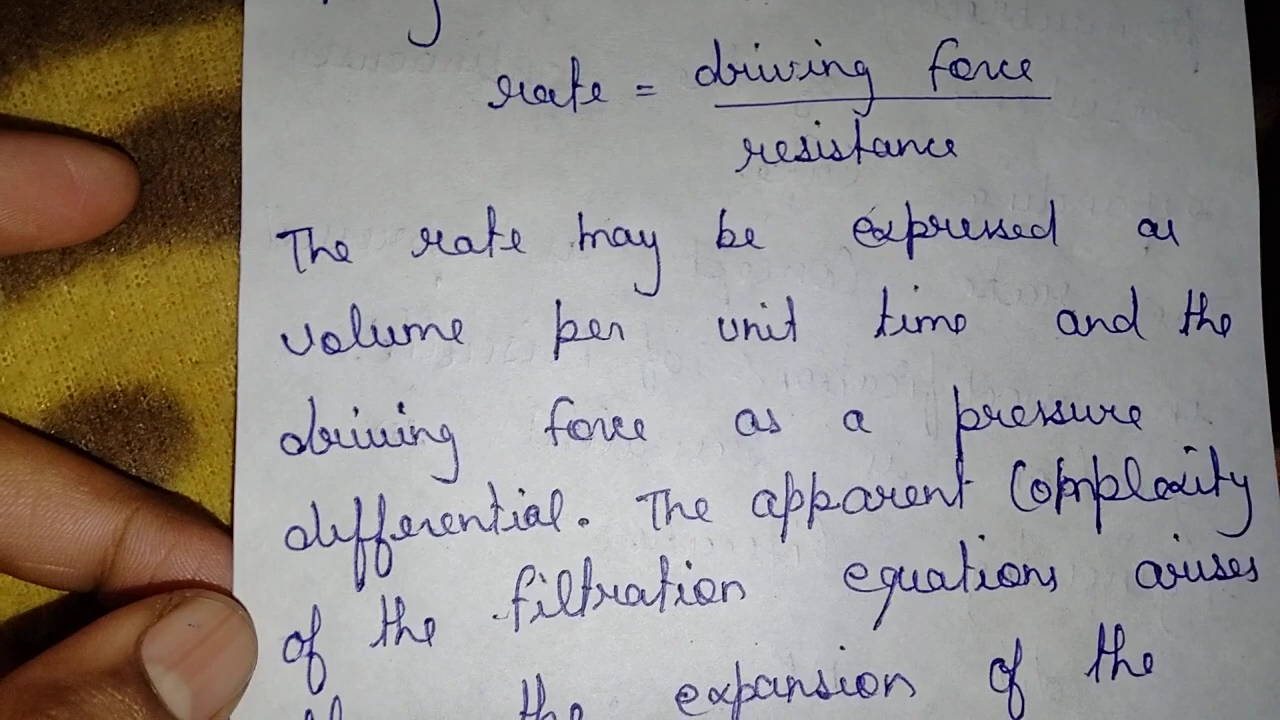 rate = driving force
resistance
The rate may be expressed as
volume per unit time and the
driving force as a pressure
differential. The apparent Complexity
of the filtration equations arises
the expansion of the